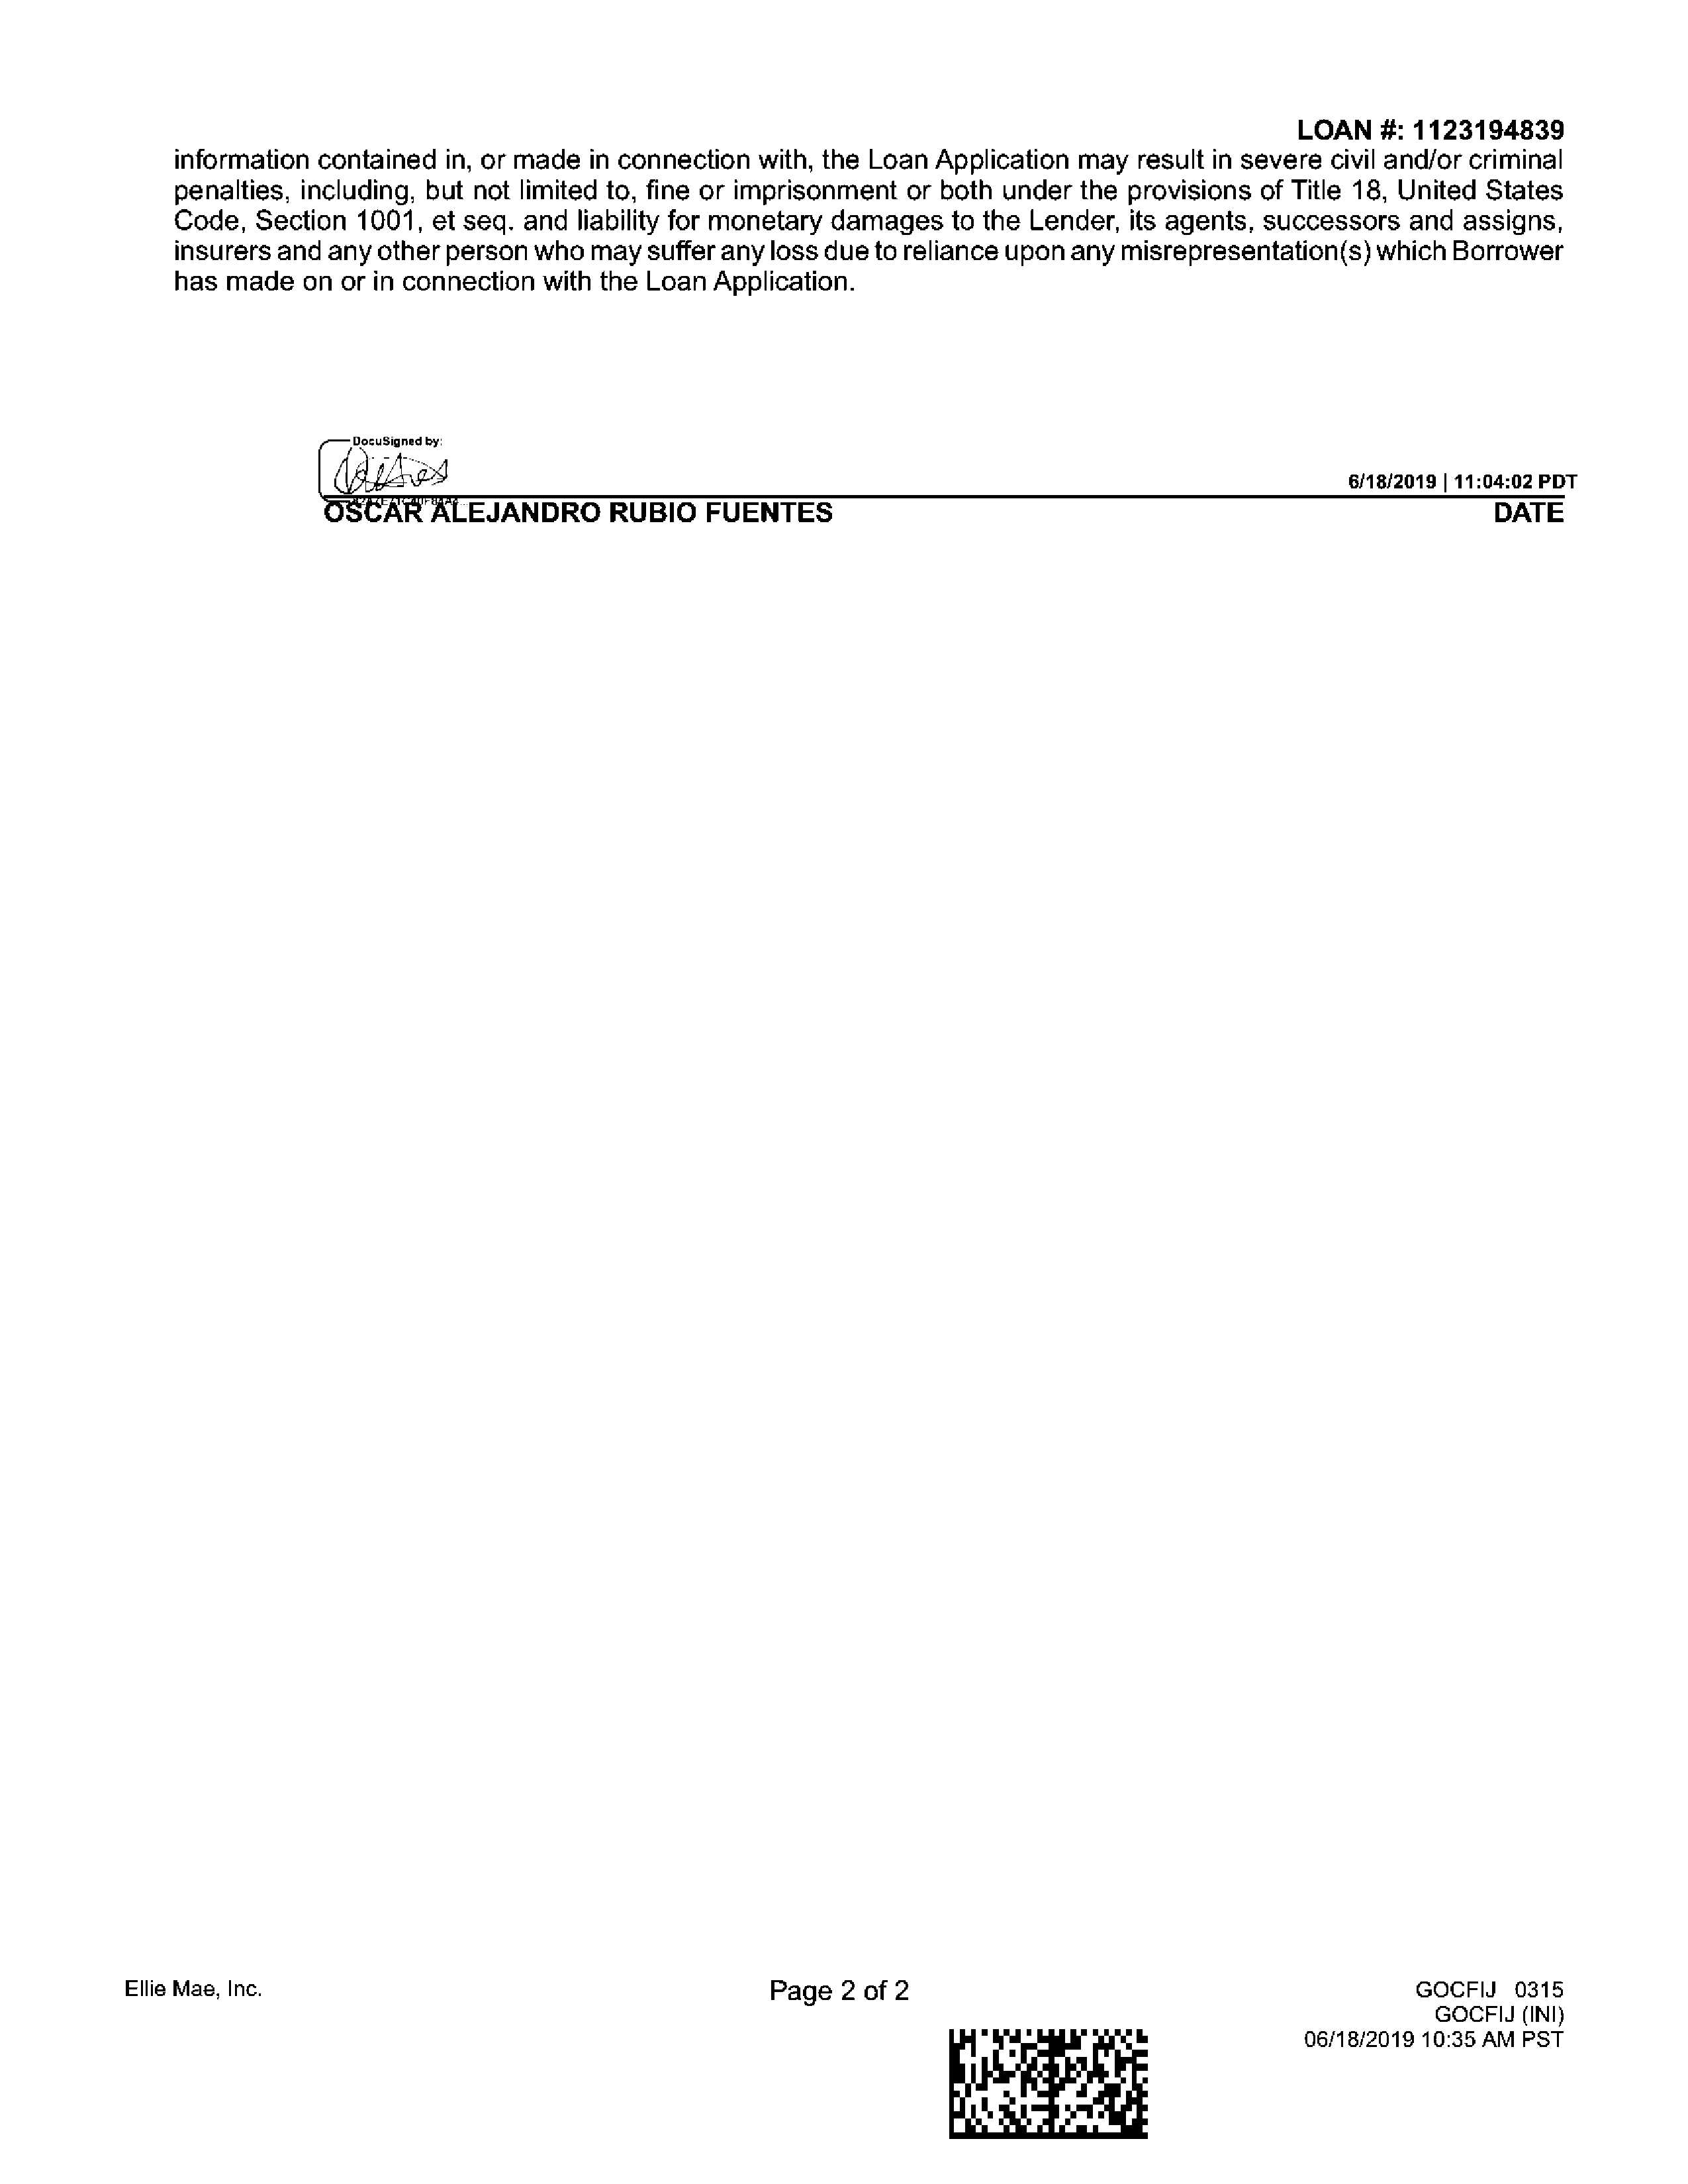 LOAN #: 1123194839
information contained in, or made in connection with, the Loan Application may result in severe civil and/or criminal
penalties, including, but not limited to, fine or imprisonment or both under the provisions of Title 18, United States
Code, Section 1001, et seq. and liability for monetary damages to the Lender, its agents, successors and assigns,
insurers and any other person who may suffer any loss due to reliance upon any misrepresentation(s) which Borrower
has made on or in connection with the Loan Application.
DocuSigned by:
6/18/2019 | 11:04:02 PDT
OSCAR ALEJANDRO RUBIO FUENTES DATE
Ellie Mae, Inc. Page 2 of 2 GOCFIJ 0315
GOCFIJ (INI)
06/18/2019 10:35 AM PST